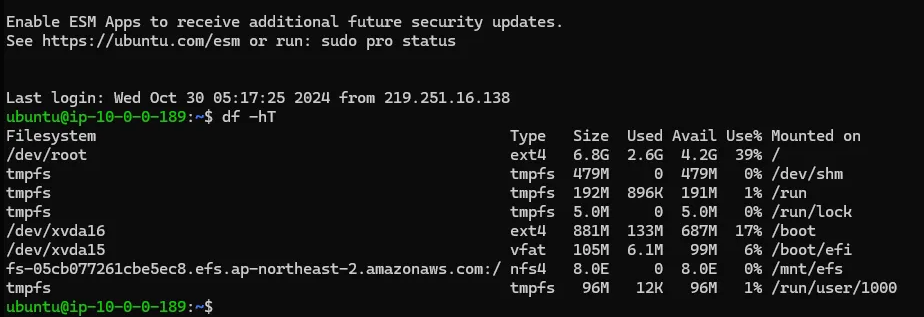 Enable ESM Apps to receive additional future security updates.
See https://ubuntu.com/esm or run: sudo pro status
Last login: Wed Oct 30 05:17:25 2024 from 219.251.16.138
ubuntu@ip-10-0-0-189:~$ df -hT
Filesystem Type Size Used Avail Use% Mounted on
/dev/root ext4 6.8G 2.6G 4.2G 39% /
tmpfs tmpfs 479M 0 479M 0% /dev/shm
tmpfs tmpfs 192M 896K 191M 1% /run
tmpfs tmpfs 5.0M 0 5.0M 0% /run/lock
/dev/xvda16 ext4 881M 133M 687M 17% /boot
/dev/xvda15 vfat 105M 6.1M 99M 6% /boot/efi
fs-05cb077261cbe5ec8.efs.ap-northeast-2.amazonaws.com:/ nfs4 8.0E 0 8.0E 0% /mnt/efs
tmpfs tmpfs 96M 12K 96M 1% /run/user/1000
ubuntu@ip-10-0-0-189:~$